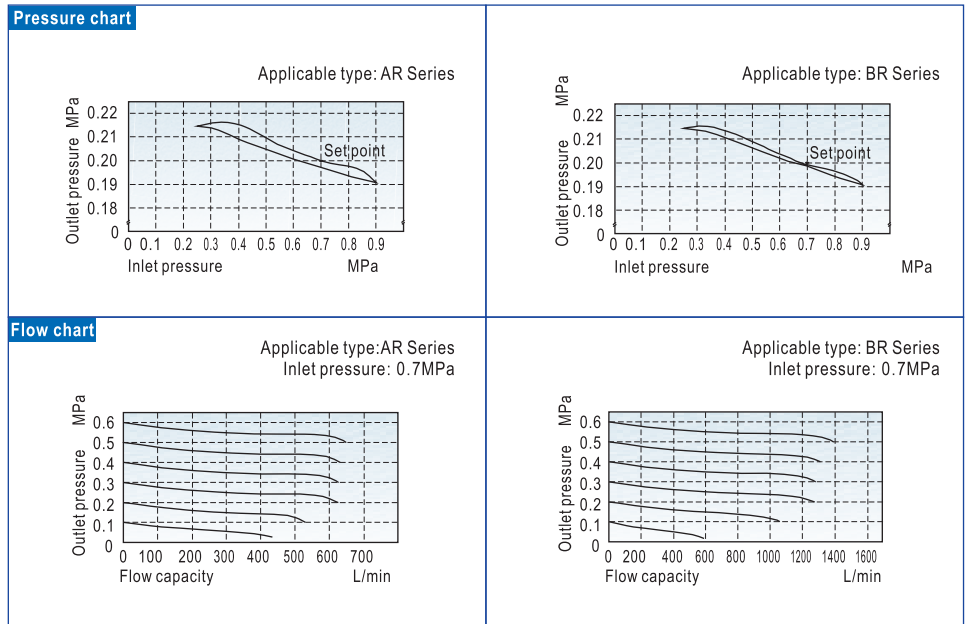 Pressure chart
Applicable type: AR Series
Outlet pressure MPa
0.22
0.21
0.20
0.19
0.18
0
Set point
0 0.1 0.2 0.3 0.4 0.5 0.6 0.7 0.8 0.9
Inlet pressure MPa
Applicable type: BR Series
Outlet pressure MPa
0.22
0.21
0.20
0.19
0.18
0
Set point
0 0.1 0.2 0.3 0.4 0.5 0.6 0.7 0.8 0.9
Inlet pressure MPa
Flow chart
Applicable type:AR Series
Inlet pressure: 0.7MPa
Outlet pressure MPa
0.6
0.5
0.4
0.3
0.2
0.1
0
0 100 200 300 400 500 600 700
Flow capacity L/min
Applicable type: BR Series
Inlet pressure: 0.7MPa
Outlet pressure MPa
0.6
0.5
0.4
0.3
0.2
0.1
0
0 200 400 600 800 1000 1200 1400 1600
Flow capacity L/min